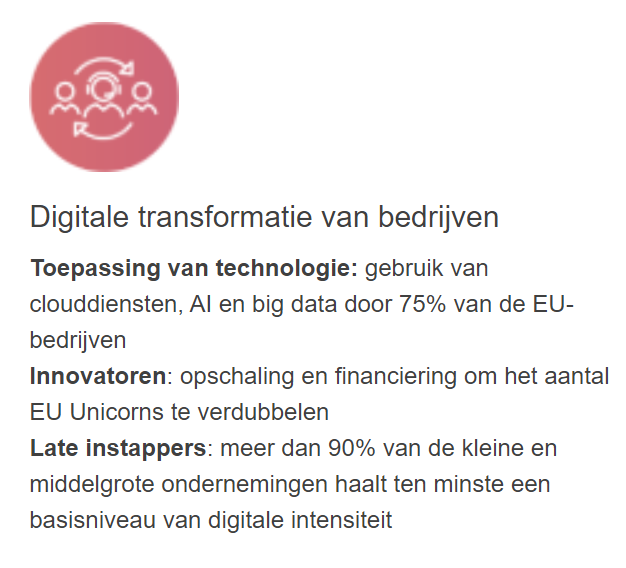 Digitale transformatie van bedrijven
Toepassing van technologie: gebruik van
clouddiensten, AI en big data door 75% van de EU-
bedrijven
Innovatoren: opschaling en financiering om het aantal
EU Unicorns te verdubbelen
Late instappers: meer dan 90% van de kleine en
middelgrote ondernemingen haalt ten minste een
basisniveau van digitale intensiteit